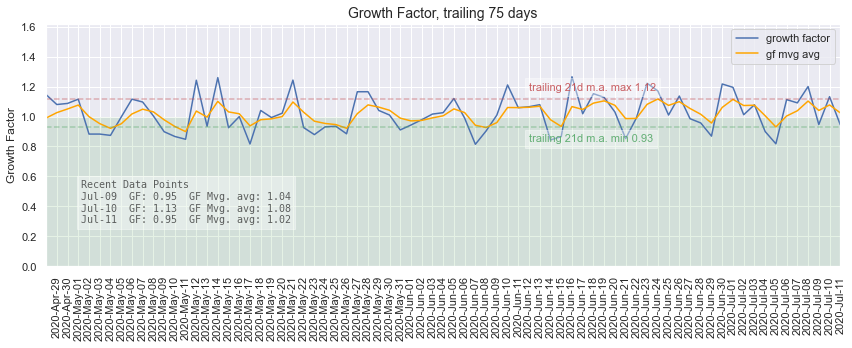 Growth Factor, trailing 75 days
growth factor
gf mvg avg
trailing 21d m.a. max 1.12
trailing 21d m.a. min 0.93
Recent Data Points
Jul-09 GF: 0.95 GF Mvg. avg: 1.04
Jul-10 GF: 1.13 GF Mvg. avg: 1.08
Jul-11 GF: 0.95 GF Mvg. avg: 1.02
Growth Factor
1.6
1.4
1.2
1.0
0.8
0.6
0.4
0.2
0.0
2020-Apr-29
2020-Apr-30
2020-May-01
2020-May-02
2020-May-03
2020-May-04
2020-May-05
2020-May-06
2020-May-07
2020-May-08
2020-May-09
2020-May-10
2020-May-11
2020-May-12
2020-May-13
2020-May-14
2020-May-15
2020-May-16
2020-May-17
2020-May-18
2020-May-19
2020-May-20
2020-May-21
2020-May-22
2020-May-23
2020-May-24
2020-May-25
2020-May-26
2020-May-27
2020-May-28
2020-May-29
2020-May-30
2020-May-31
2020-Jun-01
2020-Jun-02
2020-Jun-03
2020-Jun-04
2020-Jun-05
2020-Jun-06
2020-Jun-07
2020-Jun-08
2020-Jun-09
2020-Jun-10
2020-Jun-11
2020-Jun-12
2020-Jun-13
2020-Jun-14
2020-Jun-15
2020-Jun-16
2020-Jun-17
2020-Jun-18
2020-Jun-19
2020-Jun-20
2020-Jun-21
2020-Jun-22
2020-Jun-23
2020-Jun-24
2020-Jun-25
2020-Jun-26
2020-Jun-27
2020-Jun-28
2020-Jun-29
2020-Jun-30
2020-Jul-01
2020-Jul-02
2020-Jul-03
2020-Jul-04
2020-Jul-05
2020-Jul-06
2020-Jul-07
2020-Jul-08
2020-Jul-09
2020-Jul-10
2020-Jul-11